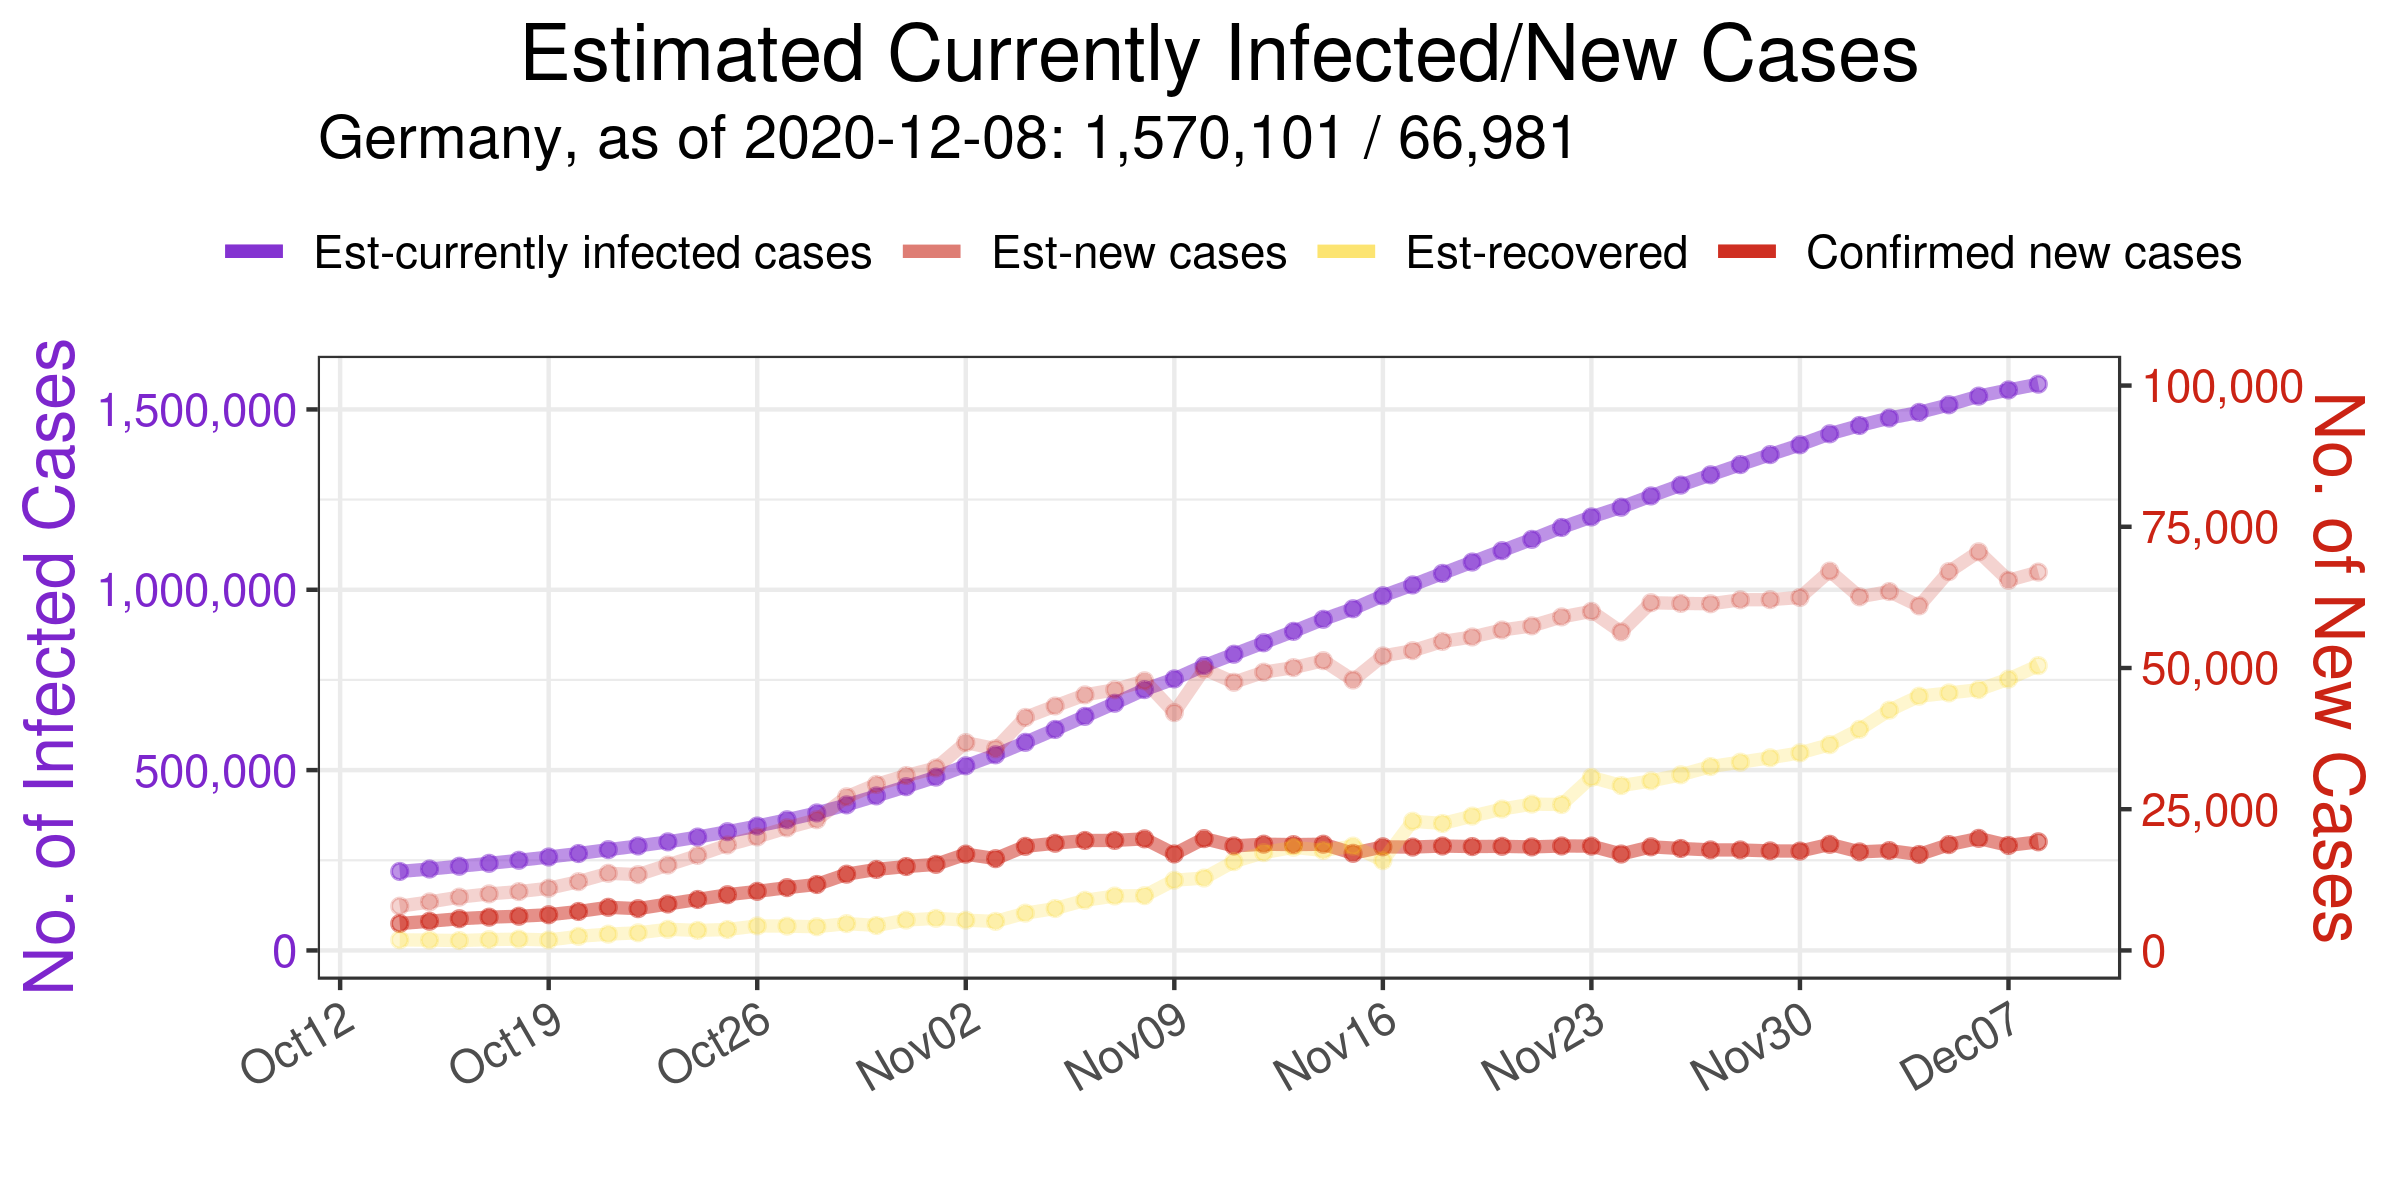 Estimated Currently Infected/New Cases
Germany, as of 2020-12-08: 1,570,101 / 66,981
Est-currently infected cases Est-new cases Est-recovered Confirmed new cases
No. of Infected Cases
1,500,000
1,000,000
500,000
0
100,000
75,000
50,000
25,000
0
No. of New Cases
Oct12 Oct19 Oct26 Nov02 Nov09 Nov16 Nov23 Nov30 Dec07